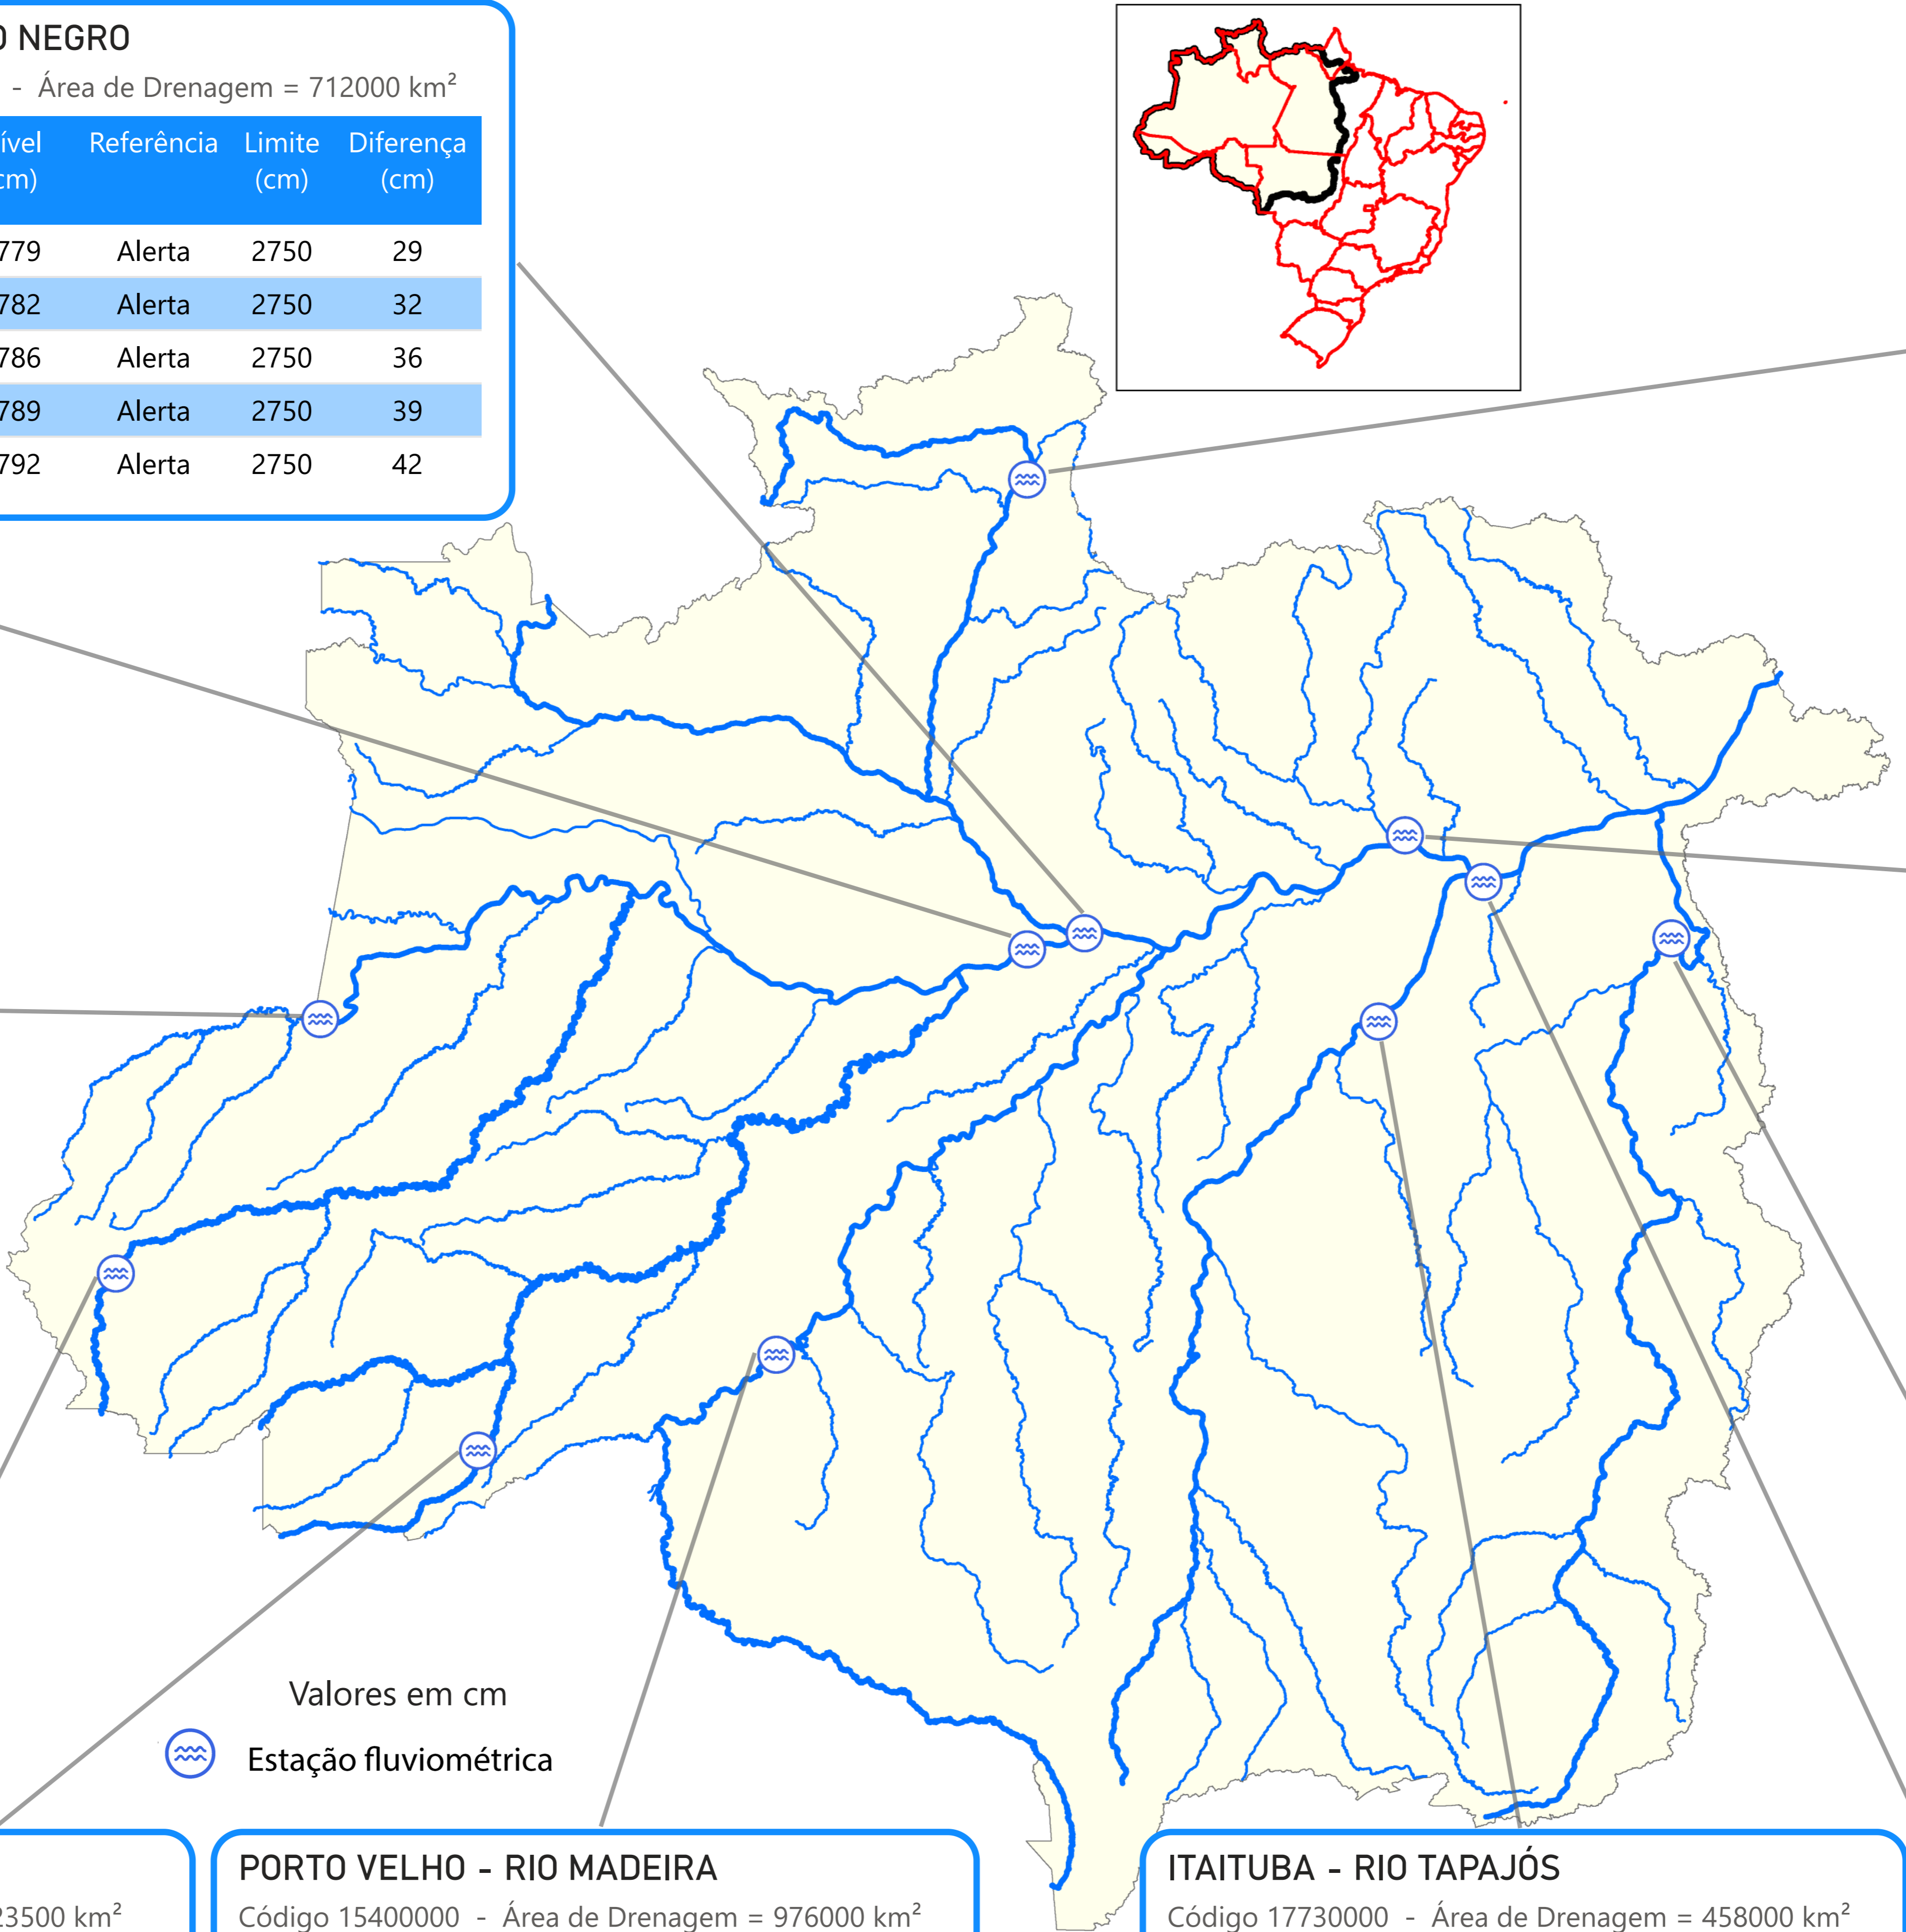 NEGRO
- Área de Drenagem = 712000 km²
Referência Limite Diferença
(cm) (cm)
Alerta 2750 29
Alerta 2750 32
Alerta 2750 36
Alerta 2750 39
Alerta 2750 42
Valores em cm
Estação fluviométrica
23500 km²
PORTO VELHO - RIO MADEIRA
Código 15400000 - Área de Drenagem = 976000 km²
ITAITUBA - RIO TAPAJÓS
Código 17730000 - Área de Drenagem = 458000 km²